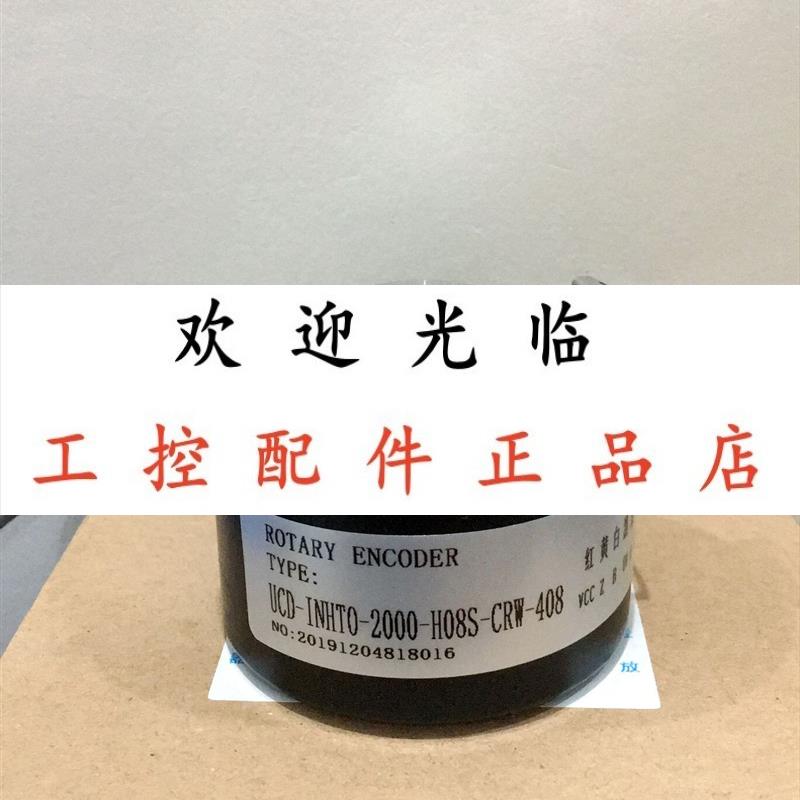 欢迎光临
工控配件正品店
ROTARY ENCODER
TYPE:
UCD-INHT0-2000-H08S-CRW-408
NO:20191204818016
红黄白
VCC Z B
放